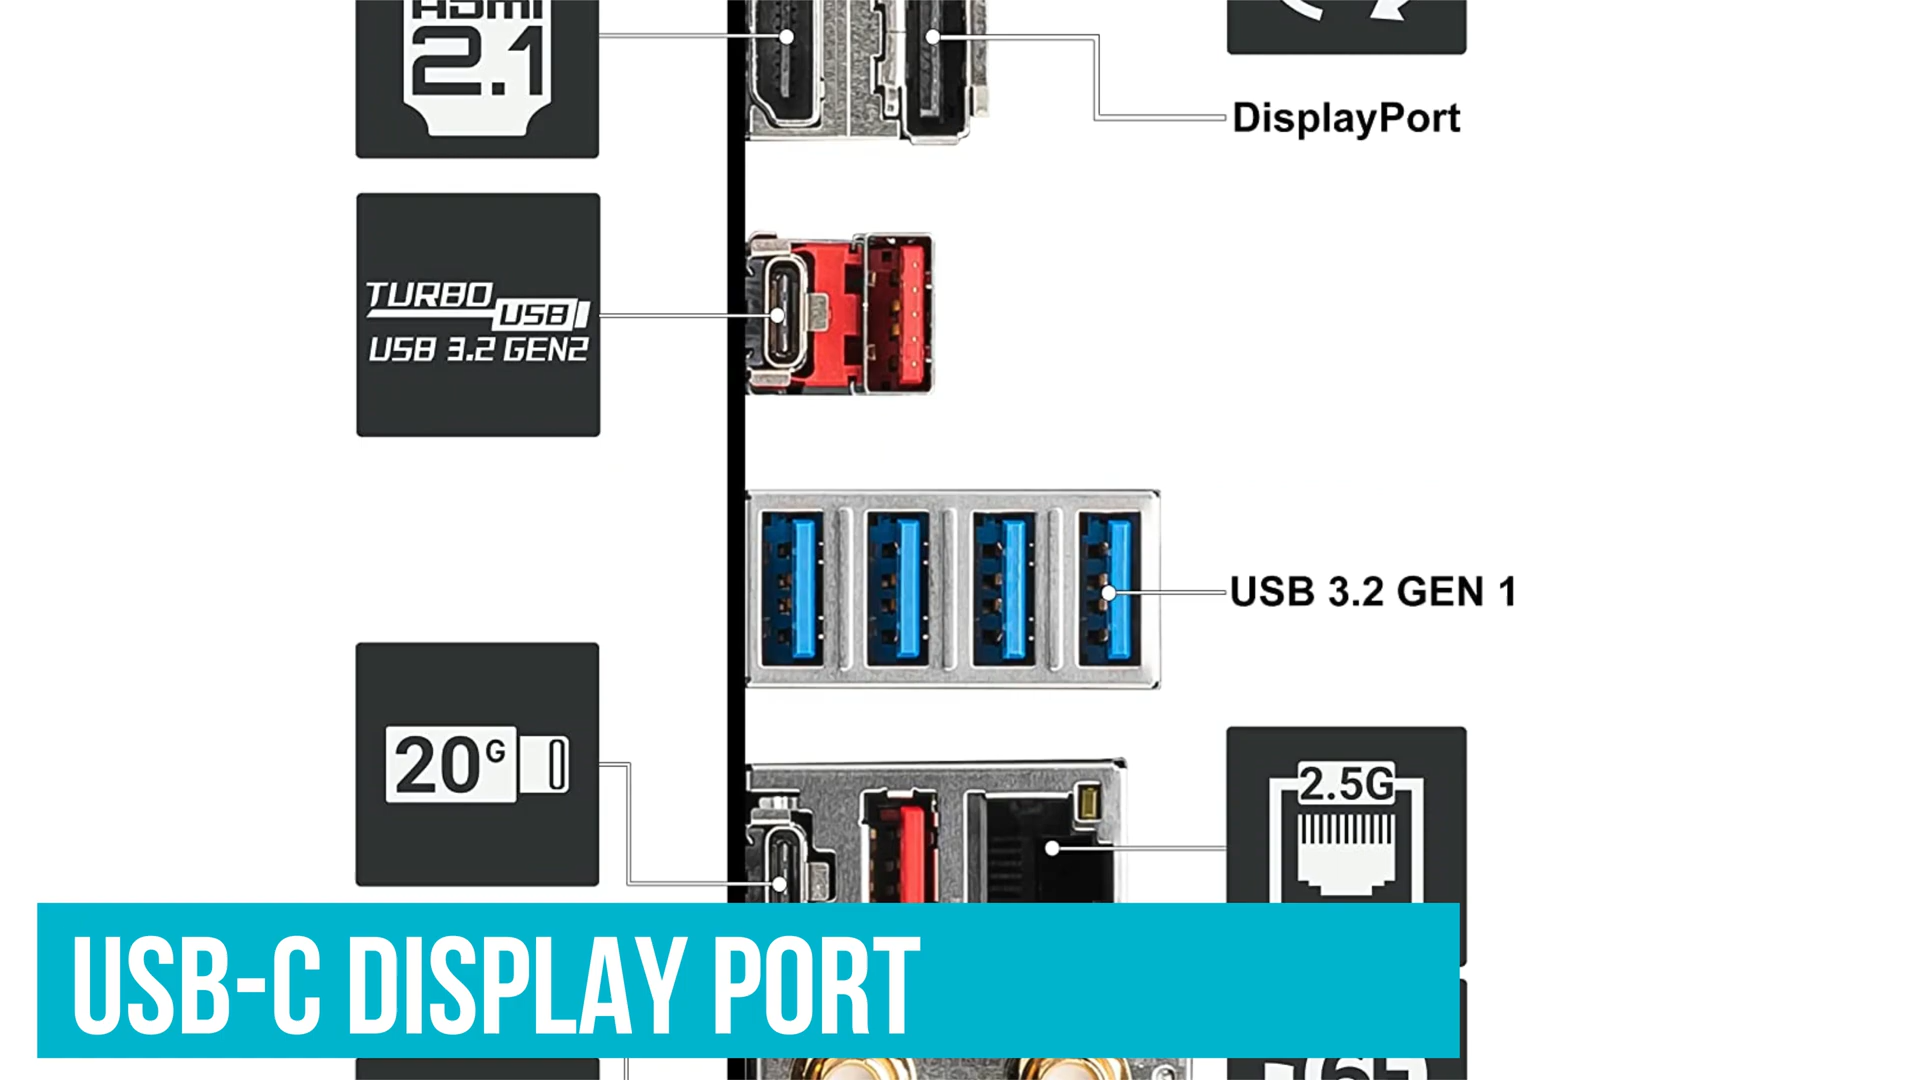 HDMI
2.1
DisplayPort
TURBO
USB
USB 3.2 GEN2
USB 3.2 GEN 1
20G
2.5G
USB-C DISPLAY PORT